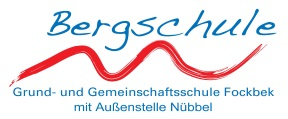 Bergschule
Grund- und Gemeinschaftsschule Fockbek
mit Außenstelle Nübbel